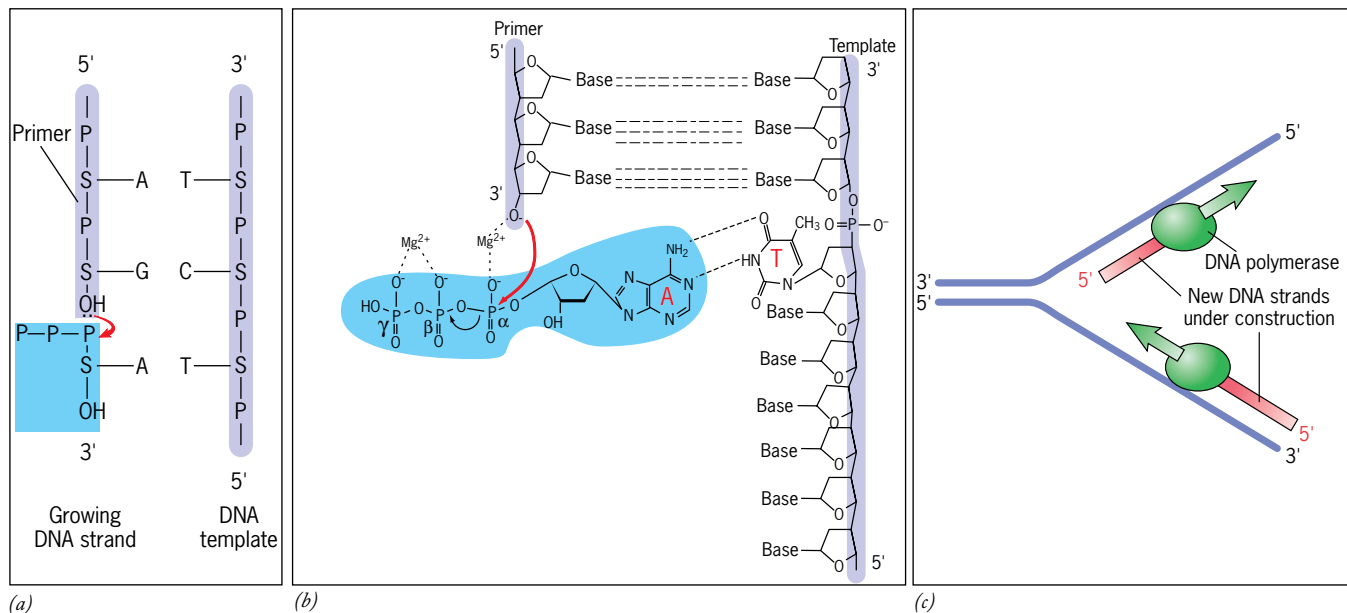 5'
3'
Primer
P
P
S
A
T
S
P
P
S
G
C
S
OH
P
P
P
P
S
A
T
S
OH
P
3'
5'
Growing
DNA strand
DNA
template
(a)
Primer
5'
Template
3'
O
Base
Base
O
O
Base
Base
O
O
Base
Base
O
3'
O
O⁻
O=P—O⁻
Mg²⁺
Mg²⁺
O
CH₃
NH₂
HN
T
O⁻
O⁻
O⁻
O
N
O
N
N
O
HO—P—O—P—O—P—O
N
A
N
γ
β
α
OH
O
O
O
Base
O
Base
O
Base
O
Base
O
Base
O
Base
O
5'
(b)
5'
5'
DNA polymerase
3'
5'
New DNA strands
under construction
5'
3'
(c)